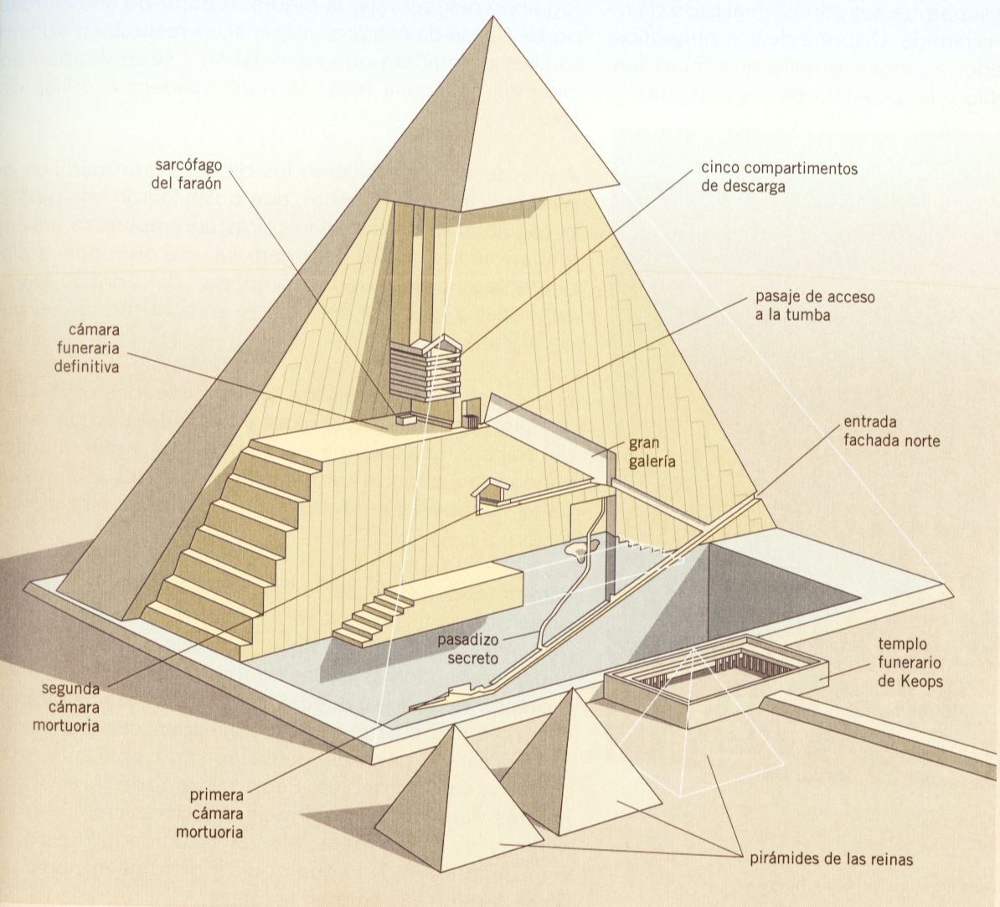 sarcófago
del faraón
cinco compartimentos
de descarga
pasaje de acceso
a la tumba
cámara
funeraria
definitiva
entrada
fachada norte
gran
galería
pasadizo
secreto
templo
funerario
de Keops
segunda
cámara
mortuoria
primera
cámara
mortuoria
pirámides de las reinas